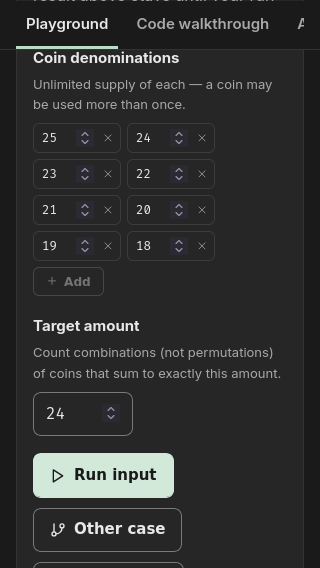 Playground Code walkthrough
Coin denominations
Unlimited supply of each — a coin may
be used more than once.
25 24
23 22
21 20
19 18
+ Add
Target amount
Count combinations (not permutations)
of coins that sum to exactly this amount.
24
Run input
Other case